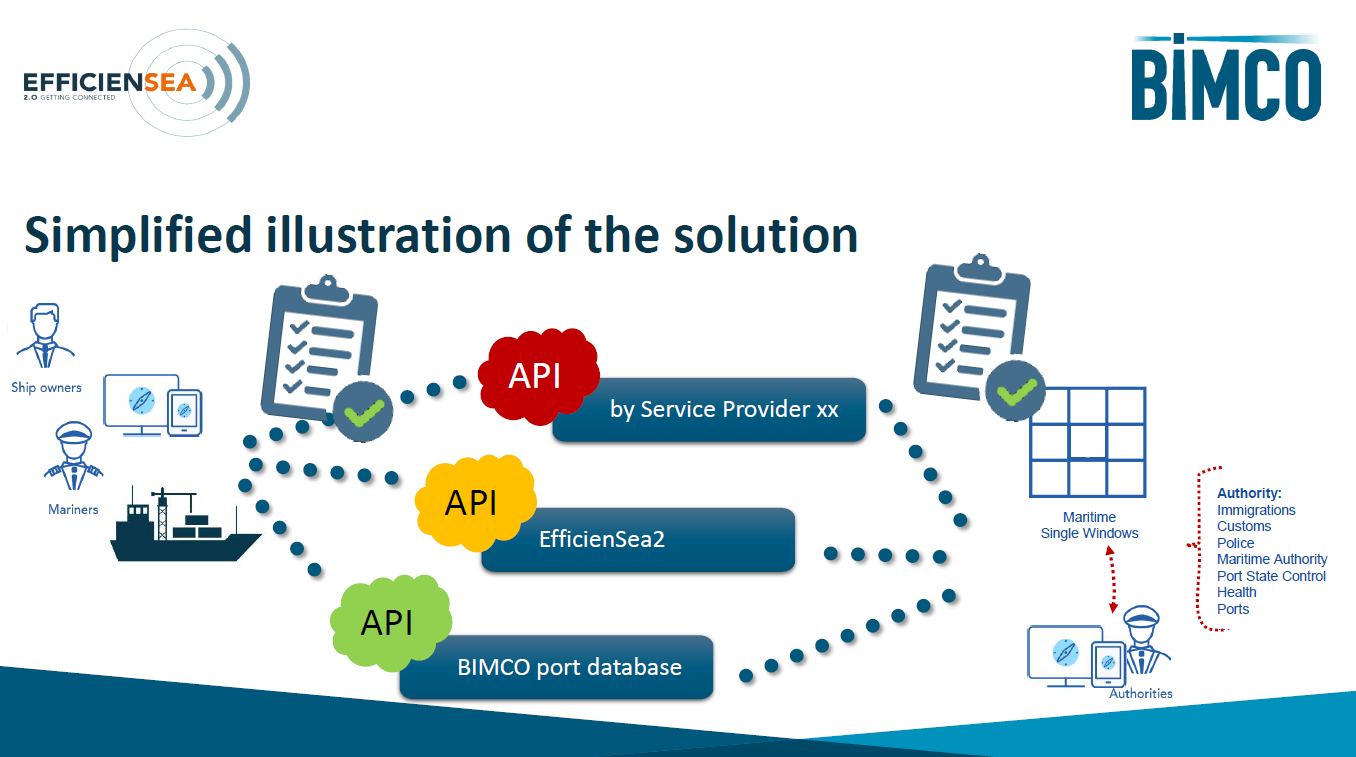 EFFICIENSEA
2.0 GETTING CONNECTED
BIMCO
Simplified illustration of the solution
Ship owners
Mariners
API
by Service Provider xx
API
EfficienSea2
API
BIMCO port database
Maritime
Single Windows
Authority:
Immigrations
Customs
Police
Maritime Authority
Port State Control
Health
Ports
Authorities